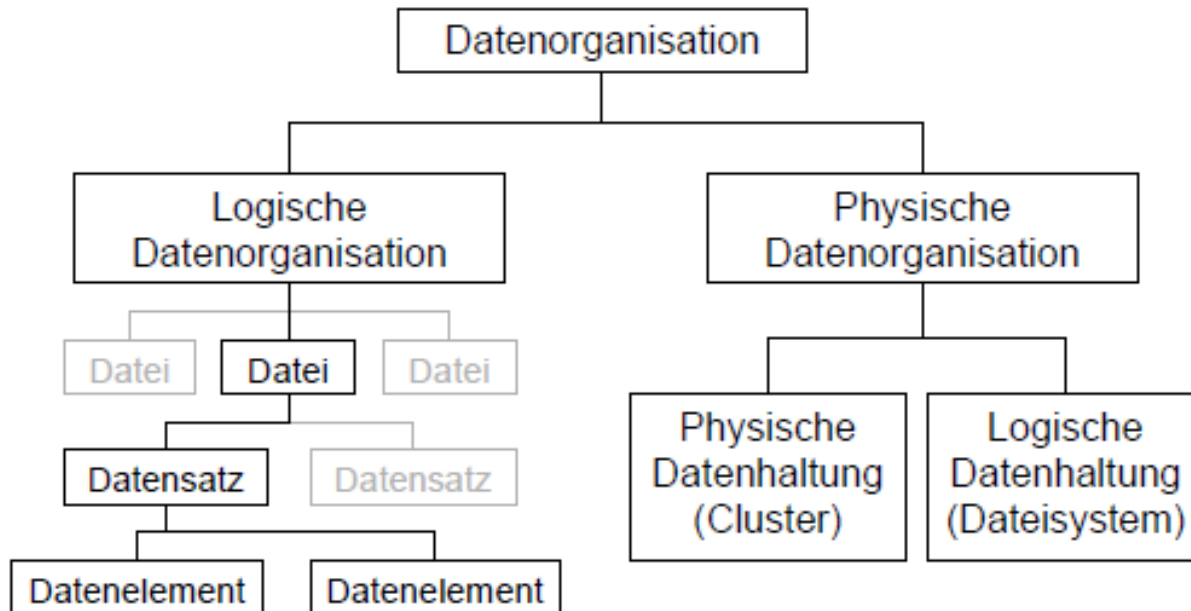 Datenorganisation
Logische
Datenorganisation
Physische
Datenorganisation
Datei
Datei
Datei
Physische
Datenhaltung
(Cluster)
Logische
Datenhaltung
(Dateisystem)
Datensatz
Datensatz
Datenelement
Datenelement